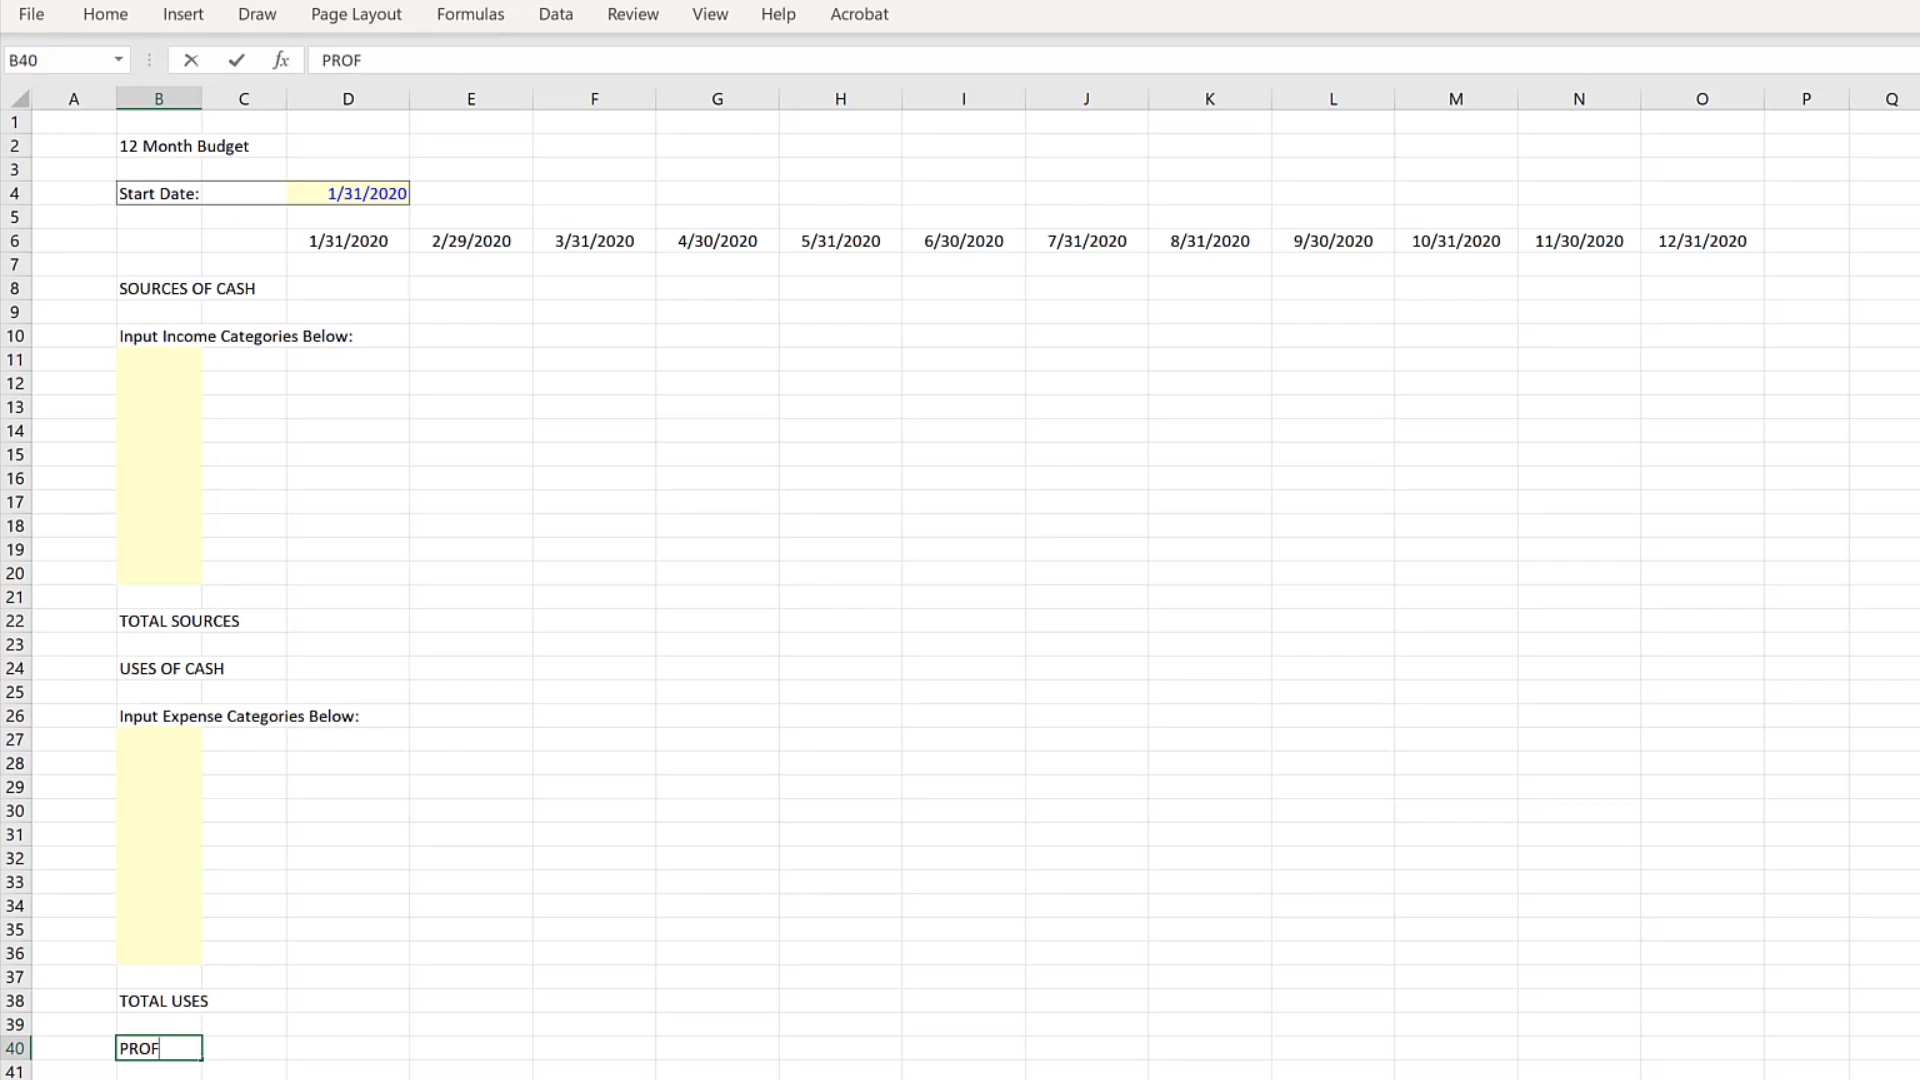 File Home Insert Draw Page Layout Formulas Data Review View Help Acrobat
B40 fx PROF
A B C D E F G H I J K L M N O P Q
1
2 12 Month Budget
3
4 Start Date: 1/31/2020
5
6 1/31/2020 2/29/2020 3/31/2020 4/30/2020 5/31/2020 6/30/2020 7/31/2020 8/31/2020 9/30/2020 10/31/2020 11/30/2020 12/31/2020
7
8 SOURCES OF CASH
9
10 Input Income Categories Below:
11
12
13
14
15
16
17
18
19
20
21
22 TOTAL SOURCES
23
24 USES OF CASH
25
26 Input Expense Categories Below:
27
28
29
30
31
32
33
34
35
36
37
38 TOTAL USES
39
40 PROF
41